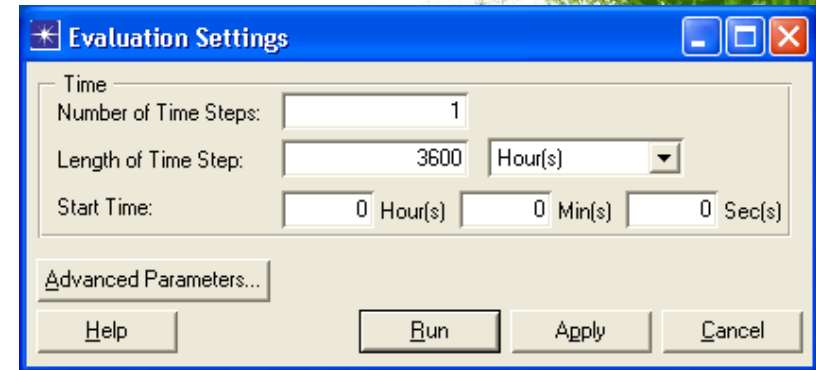 Evaluation Settings
Time
Number of Time Steps: 1
Length of Time Step: 3600 Hour(s)
Start Time: 0 Hour(s) 0 Min(s) 0 Sec(s)
Advanced Parameters...
Help Run Apply Cancel